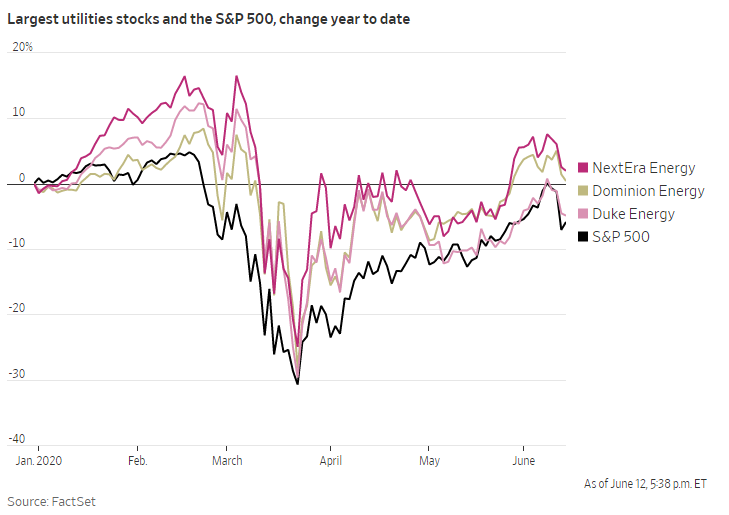 Largest utilities stocks and the S&P 500, change year to date
20%
10
0
-10
-20
-30
-40
Jan. 2020 Feb. March April May June
NextEra Energy
Dominion Energy
Duke Energy
S&P 500
As of June 12, 5:38 p.m. ET
Source: FactSet